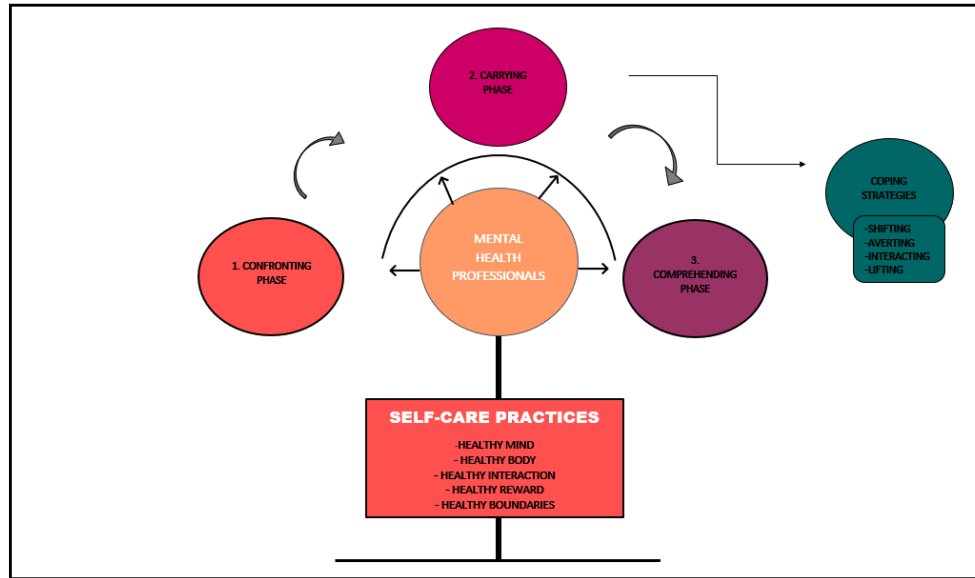 2. CARRYING
PHASE
1. CONFRONTING
PHASE
MENTAL
HEALTH
PROFESSIONALS
3.
COMPREHENDING
PHASE
COPING
STRATEGIES
-SHIFTING
-AVERTING
-INTERACTING
-LIFTING
SELF-CARE PRACTICES
-HEALTHY MIND
- HEALTHY BODY
- HEALTHY INTERACTION
- HEALTHY REWARD
- HEALTHY BOUNDARIES